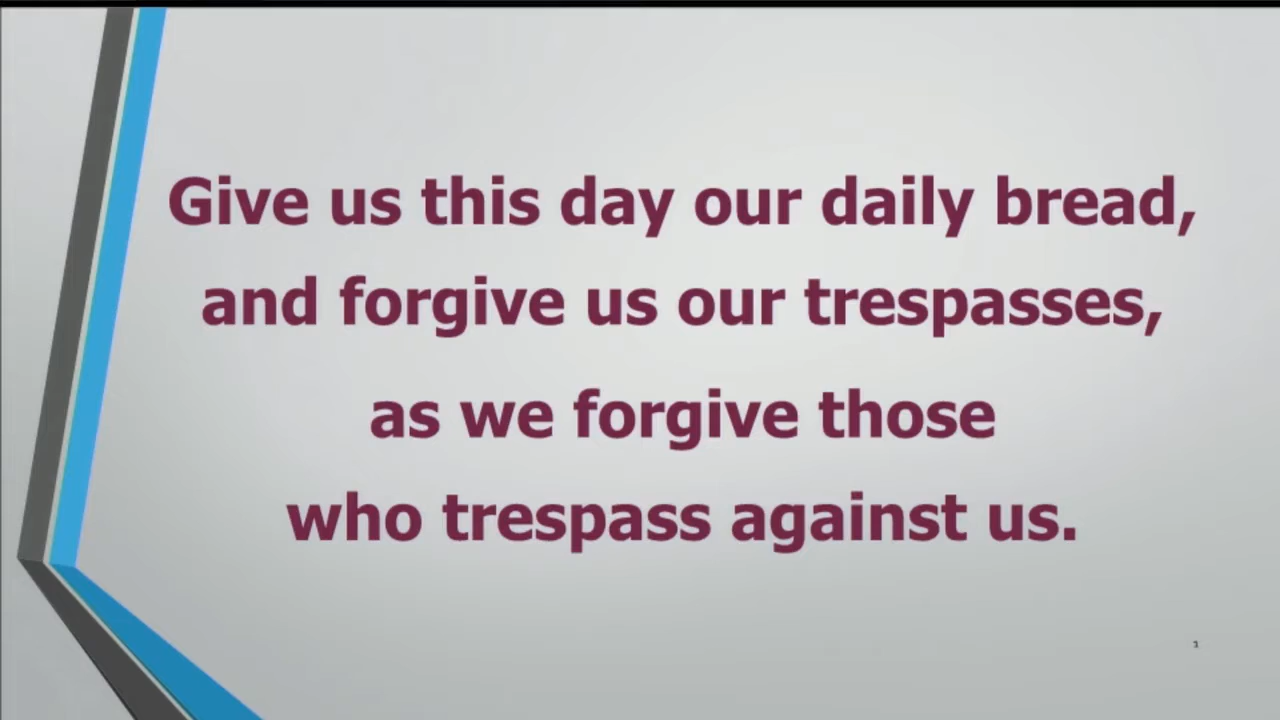 Give us this day our daily bread,
and forgive us our trespasses,
as we forgive those
who trespass against us.